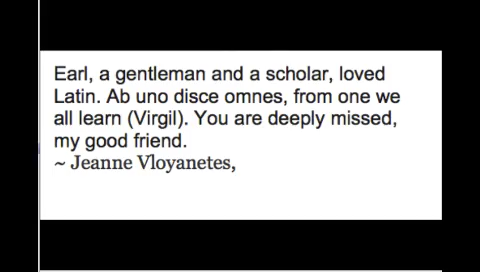 Earl, a gentleman and a scholar, loved
Latin. Ab uno disce omnes, from one we
all learn (Virgil). You are deeply missed,
my good friend.
~ Jeanne Vloyanetes,